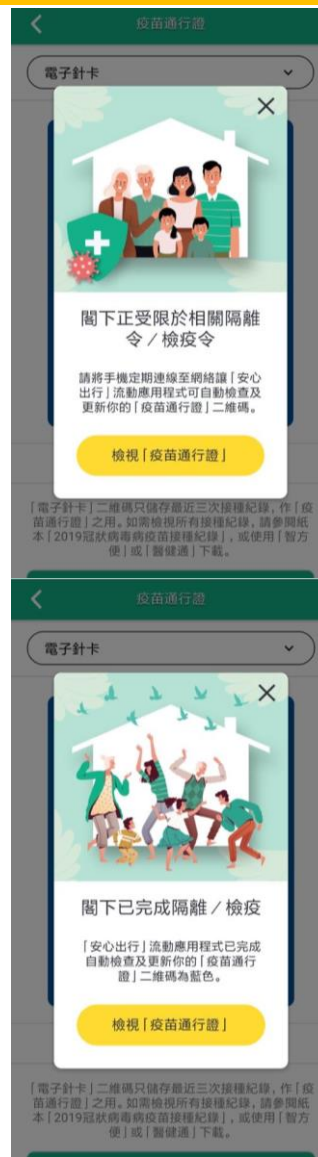 疫苗通行證
電子針卡
閣下正受限於相關隔離
令／檢疫令
請將手機定期連線至網絡讓「安心
出行」流動應用程式可自動檢查及
更新你的「疫苗通行證」二維碼。
檢視「疫苗通行證」
「電子針卡」二維碼只儲存最近三次接種紀錄，作「疫
苗通行證」之用。如需檢視所有接種紀錄，請參閱紙
本「2019冠狀病毒病疫苗接種紀錄」，或使用「智方
便」或「醫健通」下載。
疫苗通行證
電子針卡
閣下已完成隔離／檢疫
「安心出行」流動應用程式已完成
自動檢查及更新你的「疫苗通行
證」二維碼為藍色。
檢視「疫苗通行證」
「電子針卡」二維碼只儲存最近三次接種紀錄，作「疫
苗通行證」之用。如需檢視所有接種紀錄，請參閱紙
本「2019冠狀病毒病疫苗接種紀錄」，或使用「智方
便」或「醫健通」下載。